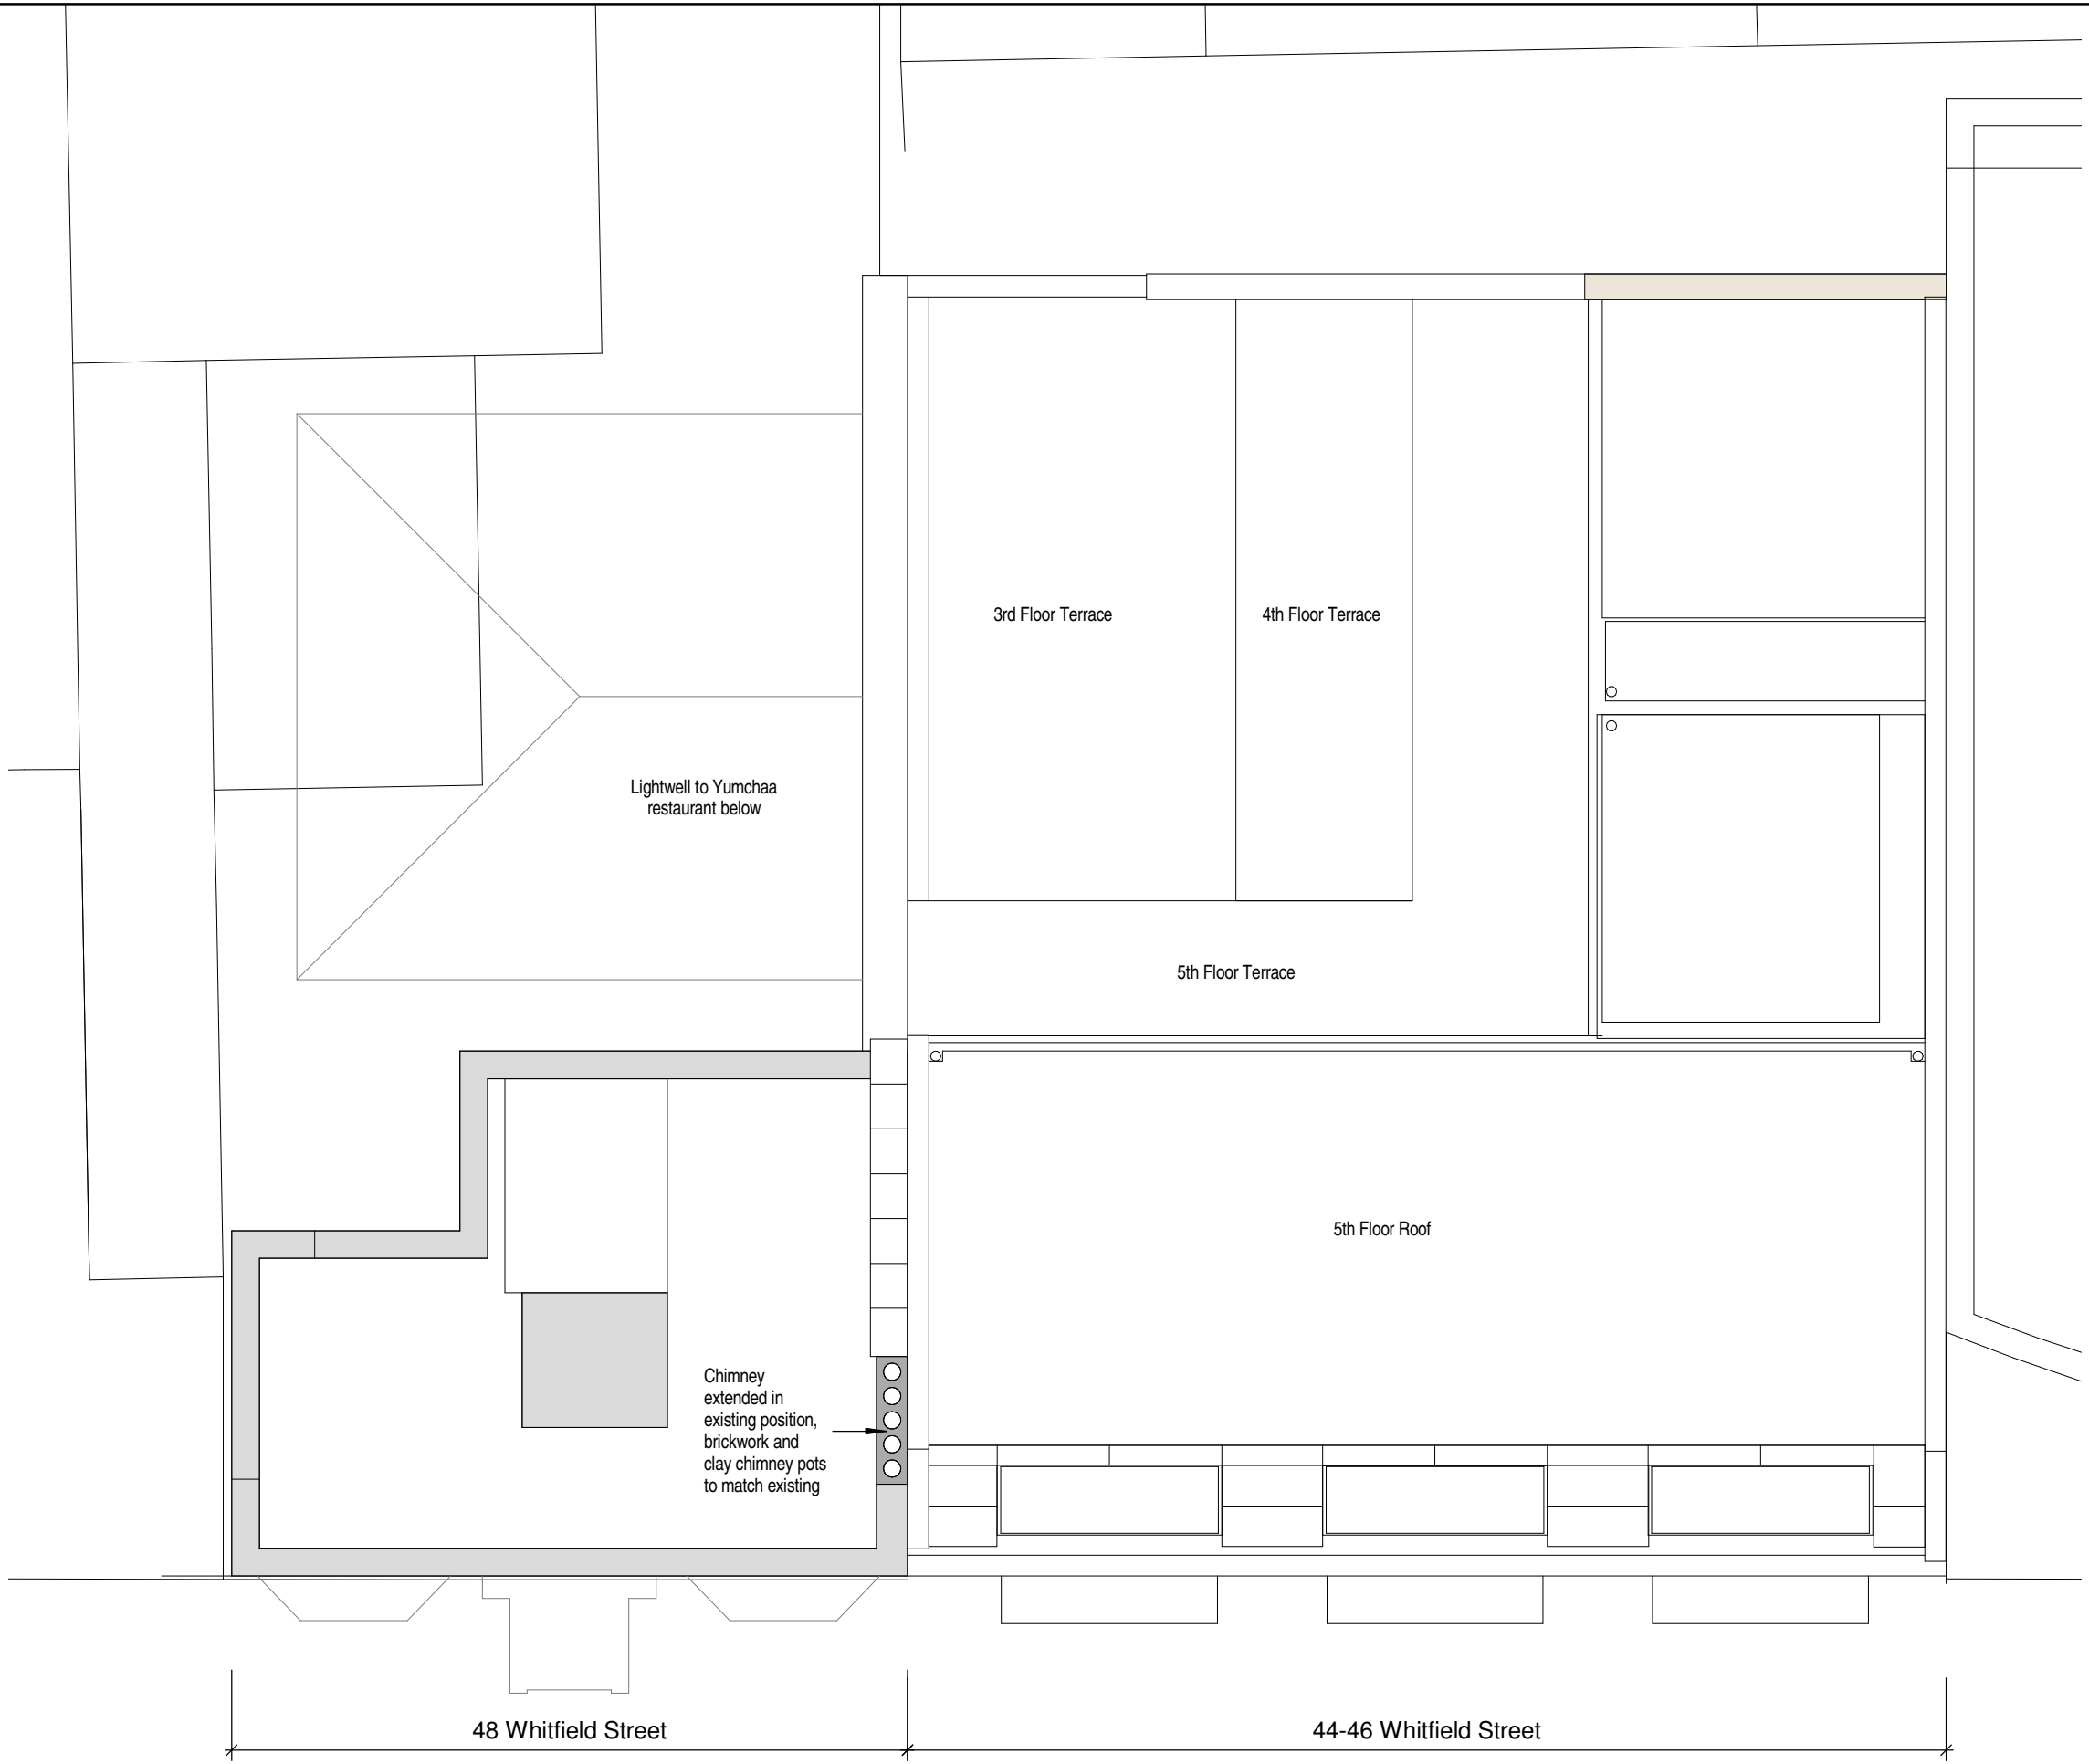 3rd Floor Terrace
4th Floor Terrace
Lightwell to Yumchaa
restaurant below
5th Floor Terrace
5th Floor Roof
Chimney
extended in
existing position,
brickwork and
clay chimney pots
to match existing
48 Whitfield Street
44-46 Whitfield Street